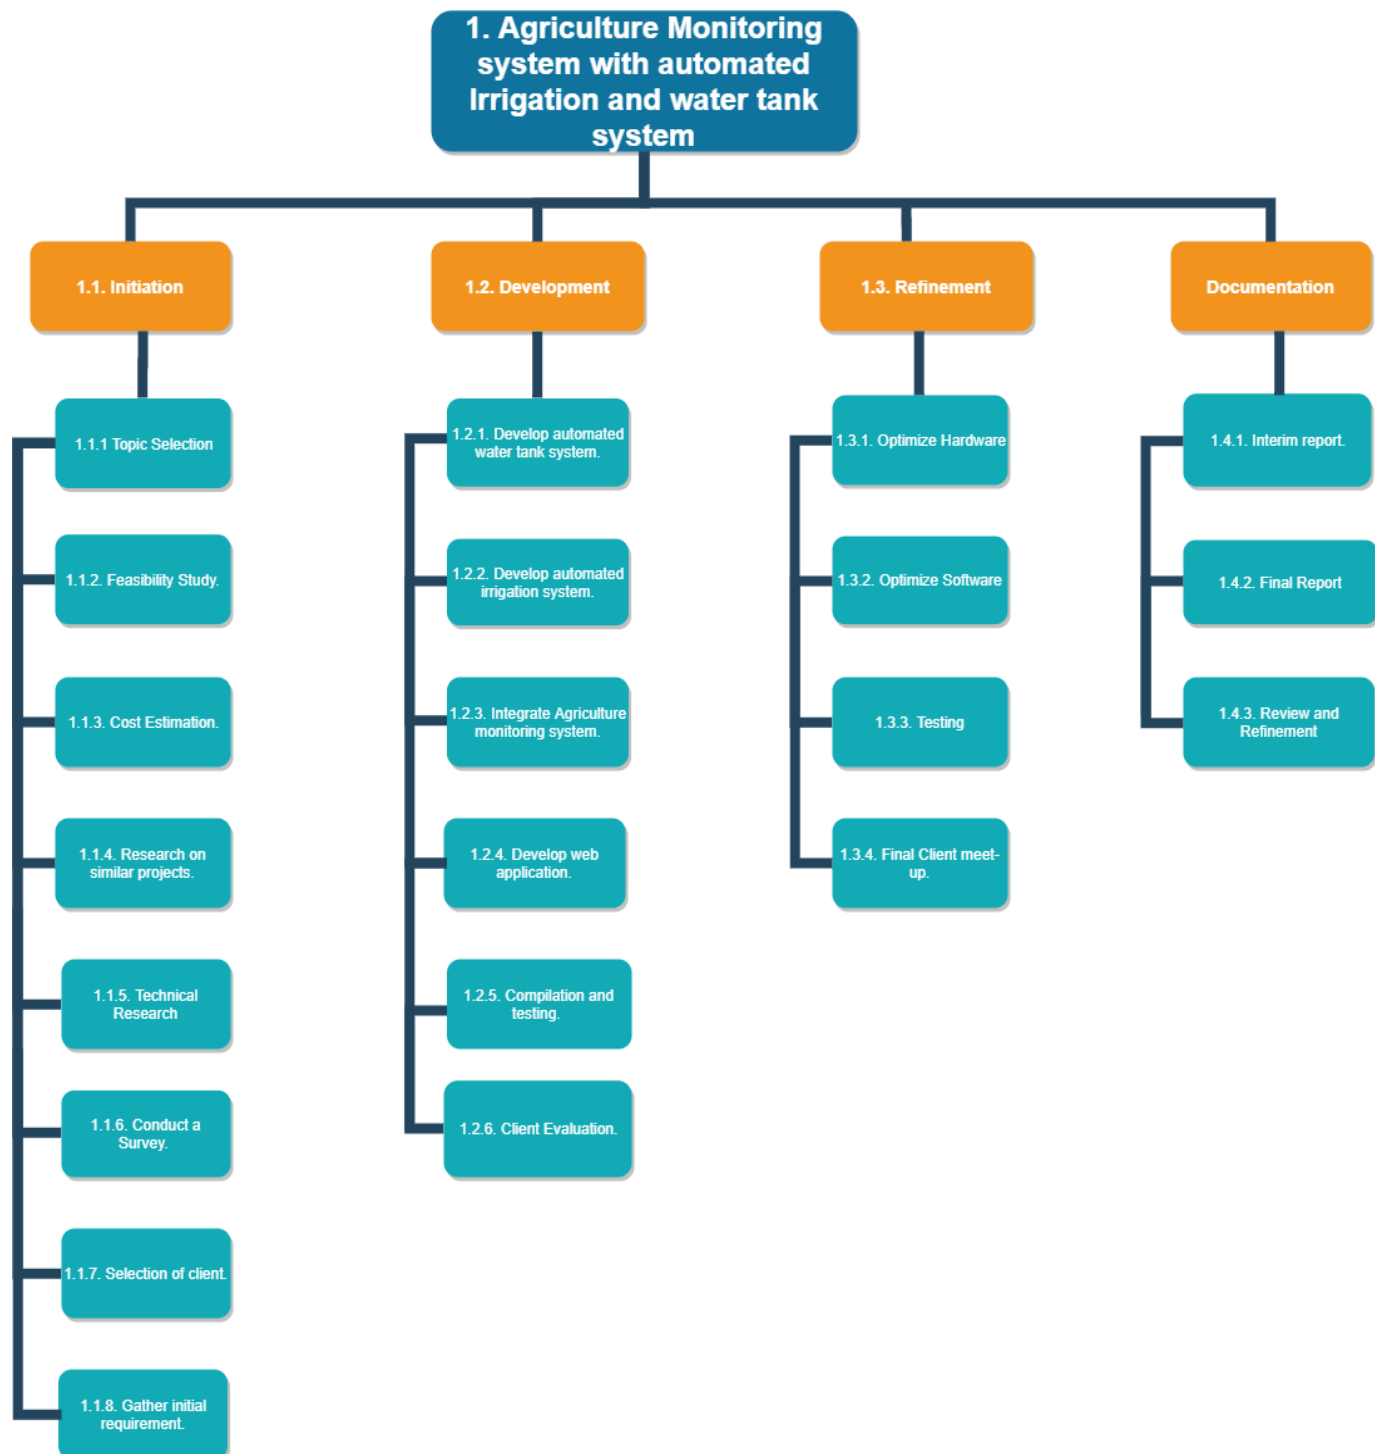 1. Agriculture Monitoring
system with automated
Irrigation and water tank
system
1.1. Initiation
1.2. Development
1.3. Refinement
Documentation
1.1.1 Topic Selection
1.1.2. Feasibility Study.
1.1.3. Cost Estimation.
1.1.4. Research on
similar projects.
1.1.5. Technical
Research
1.1.6. Conduct a
Survey.
1.1.7. Selection of client.
1.1.8. Gather initial
requirement.
1.2.1. Develop automated
water tank system.
1.2.2. Develop automated
irrigation system.
1.2.3. Integrate Agriculture
monitoring system.
1.2.4. Develop web
application.
1.2.5. Compilation and
testing.
1.2.6. Client Evaluation.
1.3.1. Optimize Hardware
1.3.2. Optimize Software
1.3.3. Testing
1.3.4. Final Client meet-
up.
1.4.1. Interim report.
1.4.2. Final Report
1.4.3. Review and
Refinement